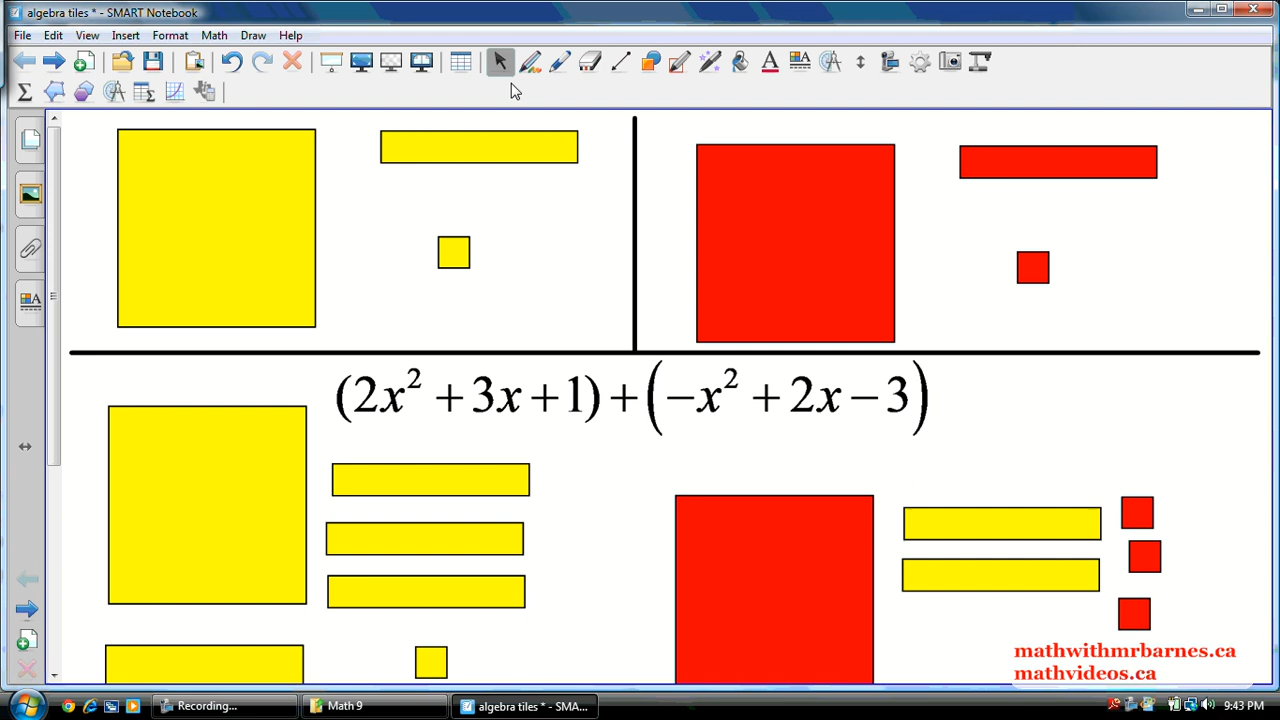 algebra tiles * - SMART Notebook
File Edit View Insert Format Math Draw Help
(2x² + 3x + 1) + (−x² + 2x − 3)
mathwithmrbarnes.ca
mathvideos.ca
Recording... Math 9 algebra tiles * - SMA... 9:43 PM